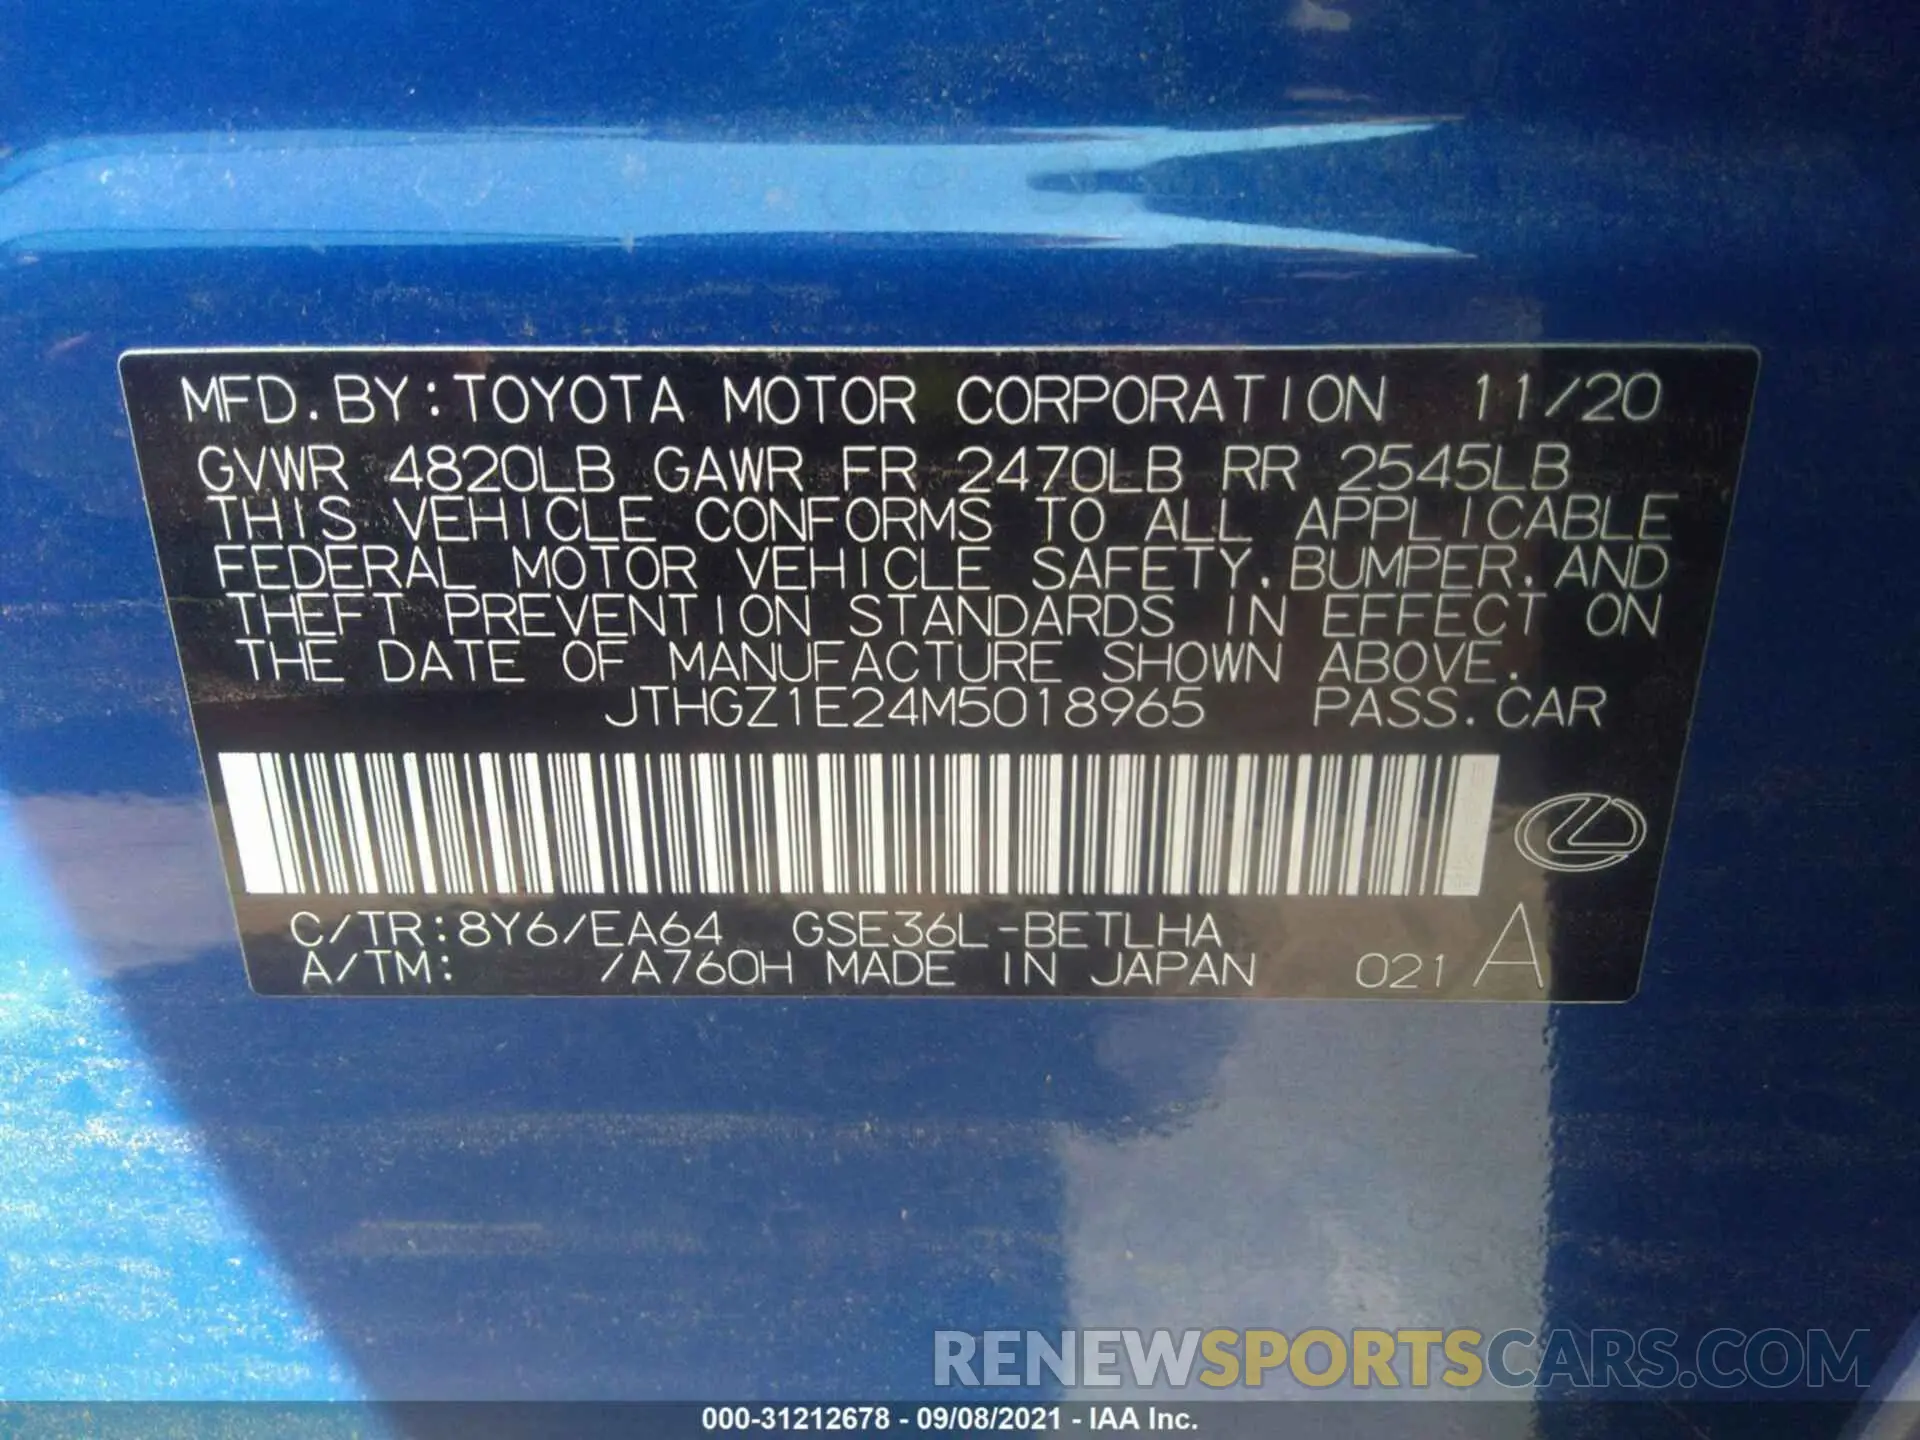 MFD. BY: TOYOTA MOTOR CORPORATION 11/20
GVWR 4820LB GAWR FR 2470LB RR 2545LB
THIS VEHICLE CONFORMS TO ALL APPLICABLE
FEDERAL MOTOR VEHICLE SAFETY, BUMPER, AND
THEFT PREVENTION STANDARDS IN EFFECT ON
THE DATE OF MANUFACTURE SHOWN ABOVE.
JTHGZ1E24M5018965 PASS. CAR
C/TR: 8Y6/EA64 GSE36L-BETLHA
A/TM: /A760H MADE IN JAPAN 021 A
RENEWSPORTSCARS.COM
000-31212678 - 09/08/2021 - IAA Inc.